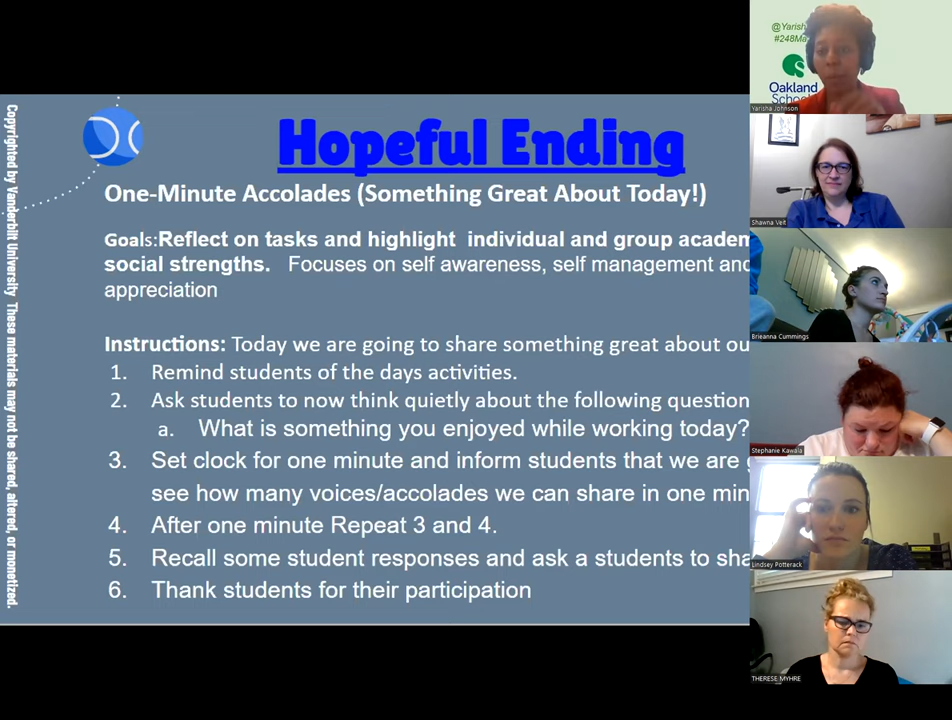 Hopeful Ending
One-Minute Accolades (Something Great About Today!)
Goals:Reflect on tasks and highlight individual and group academ
social strengths. Focuses on self awareness, self management and
appreciation
Instructions: Today we are going to share something great about ou
1. Remind students of the days activities.
2. Ask students to now think quietly about the following question
a. What is something you enjoyed while working today?
3. Set clock for one minute and inform students that we are g
see how many voices/accolades we can share in one min
4. After one minute Repeat 3 and 4.
5. Recall some student responses and ask a students to sha
6. Thank students for their participation
Copyrighted by Vanderbilt University These materials may not be shared, altered, or monetized.
@Yarish
#248Ma
Oakland
Schools
Yarisha Johnson
Shawna Veit
Brieanna Cummings
Stephanie Kawala
Lindsey Potterack
THERESE MYHRE